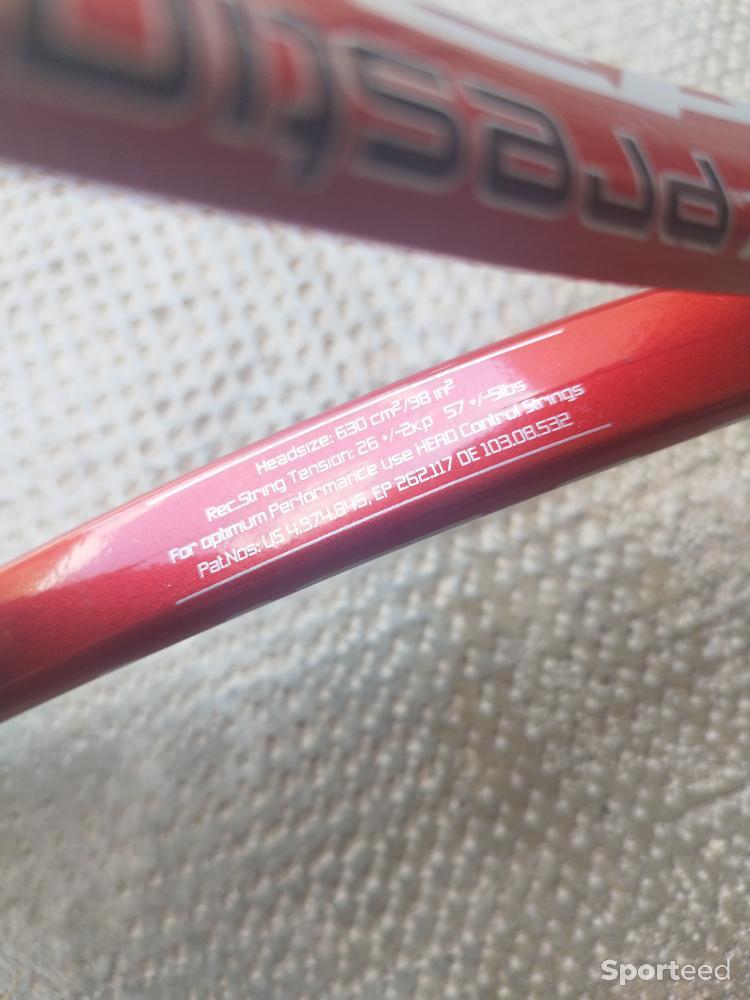 prestig
Headsize: 630 cm²/98 in²
Rec.String Tension: 26 +/-2kp 57 +/-5lbs
For optimum Performance use HEAD Control Strings
Pat.Nos: US 4.974.845, EP 262.117 DE 103.08.532
Sporteed